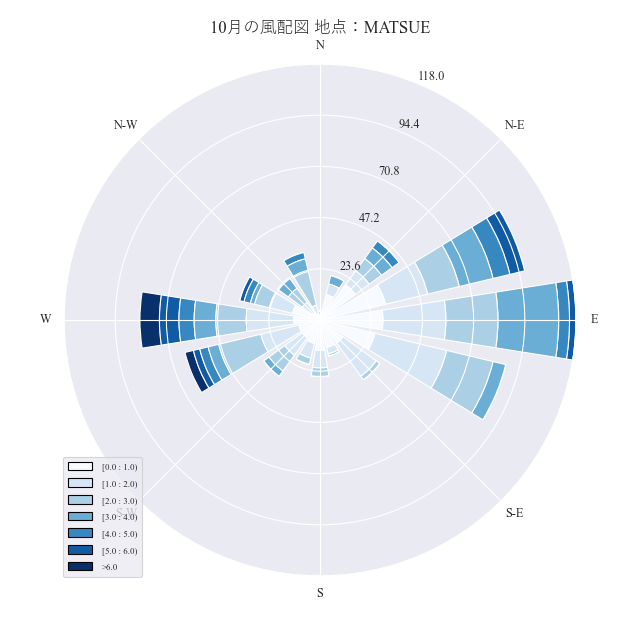 10月の風配図 地点：MATSUE
N
118.0
N-W
94.4
N-E
70.8
47.2
23.6
W
E
[0.0 : 1.0)
[1.0 : 2.0)
[2.0 : 3.0)
[3.0 : 4.0)
S-W
S-E
[4.0 : 5.0)
[5.0 : 6.0)
>6.0
S